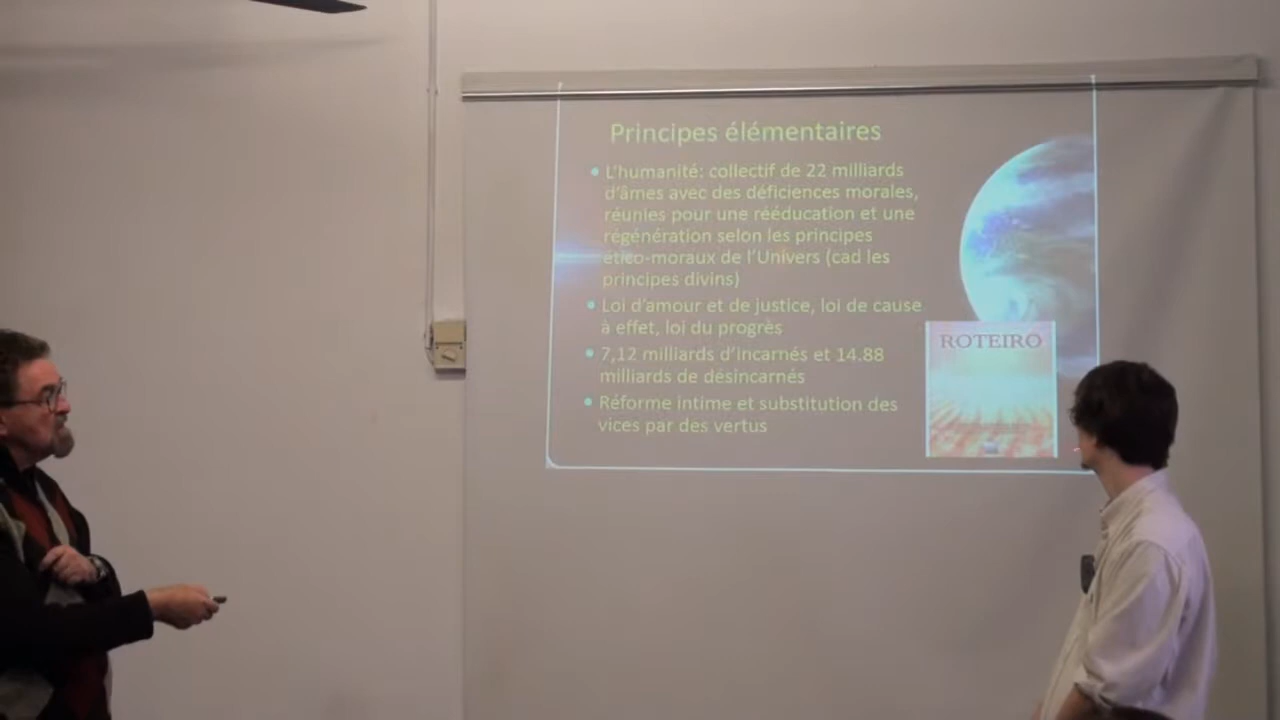 Principes élémentaires
• L'humanité: collectif de 22 milliards
d'âmes avec des déficiences morales,
réunies pour une rééducation et une
régénération selon les principes
ético-moraux de l'Univers (cad les
principes divins)
• Loi d'amour et de justice, loi de cause
à effet, loi du progrès
• 7,12 milliards d'incarnés et 14.88
milliards de désincarnés
• Réforme intime et substitution des
vices par des vertus
ROTEIRO